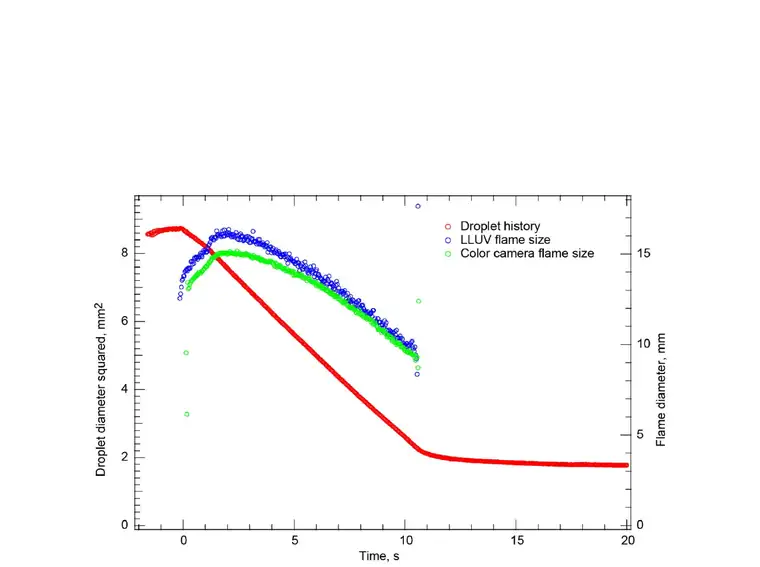 Droplet history
LLUV flame size
Color camera flame size
Droplet diameter squared, mm2
8
6
4
2
0
15
10
5
0
Flame diameter, mm
0
5
10
15
20
Time, s